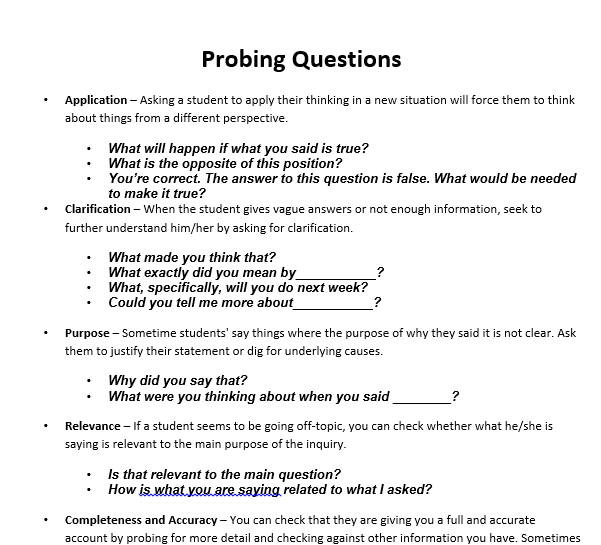 Probing Questions
• Application – Asking a student to apply their thinking in a new situation will force them to think
about things from a different perspective.
• What will happen if what you said is true?
• What is the opposite of this position?
• You're correct. The answer to this question is false. What would be needed
to make it true?
• Clarification – When the student gives vague answers or not enough information, seek to
further understand him/her by asking for clarification.
• What made you think that?
• What exactly did you mean by___________?
• What, specifically, will you do next week?
• Could you tell me more about___________?
• Purpose – Sometime students' say things where the purpose of why they said it is not clear. Ask
them to justify their statement or dig for underlying causes.
• Why did you say that?
• What were you thinking about when you said ________?
• Relevance – If a student seems to be going off-topic, you can check whether what he/she is
saying is relevant to the main purpose of the inquiry.
• Is that relevant to the main question?
• How is what you are saying related to what I asked?
• Completeness and Accuracy – You can check that they are giving you a full and accurate
account by probing for more detail and checking against other information you have. Sometimes